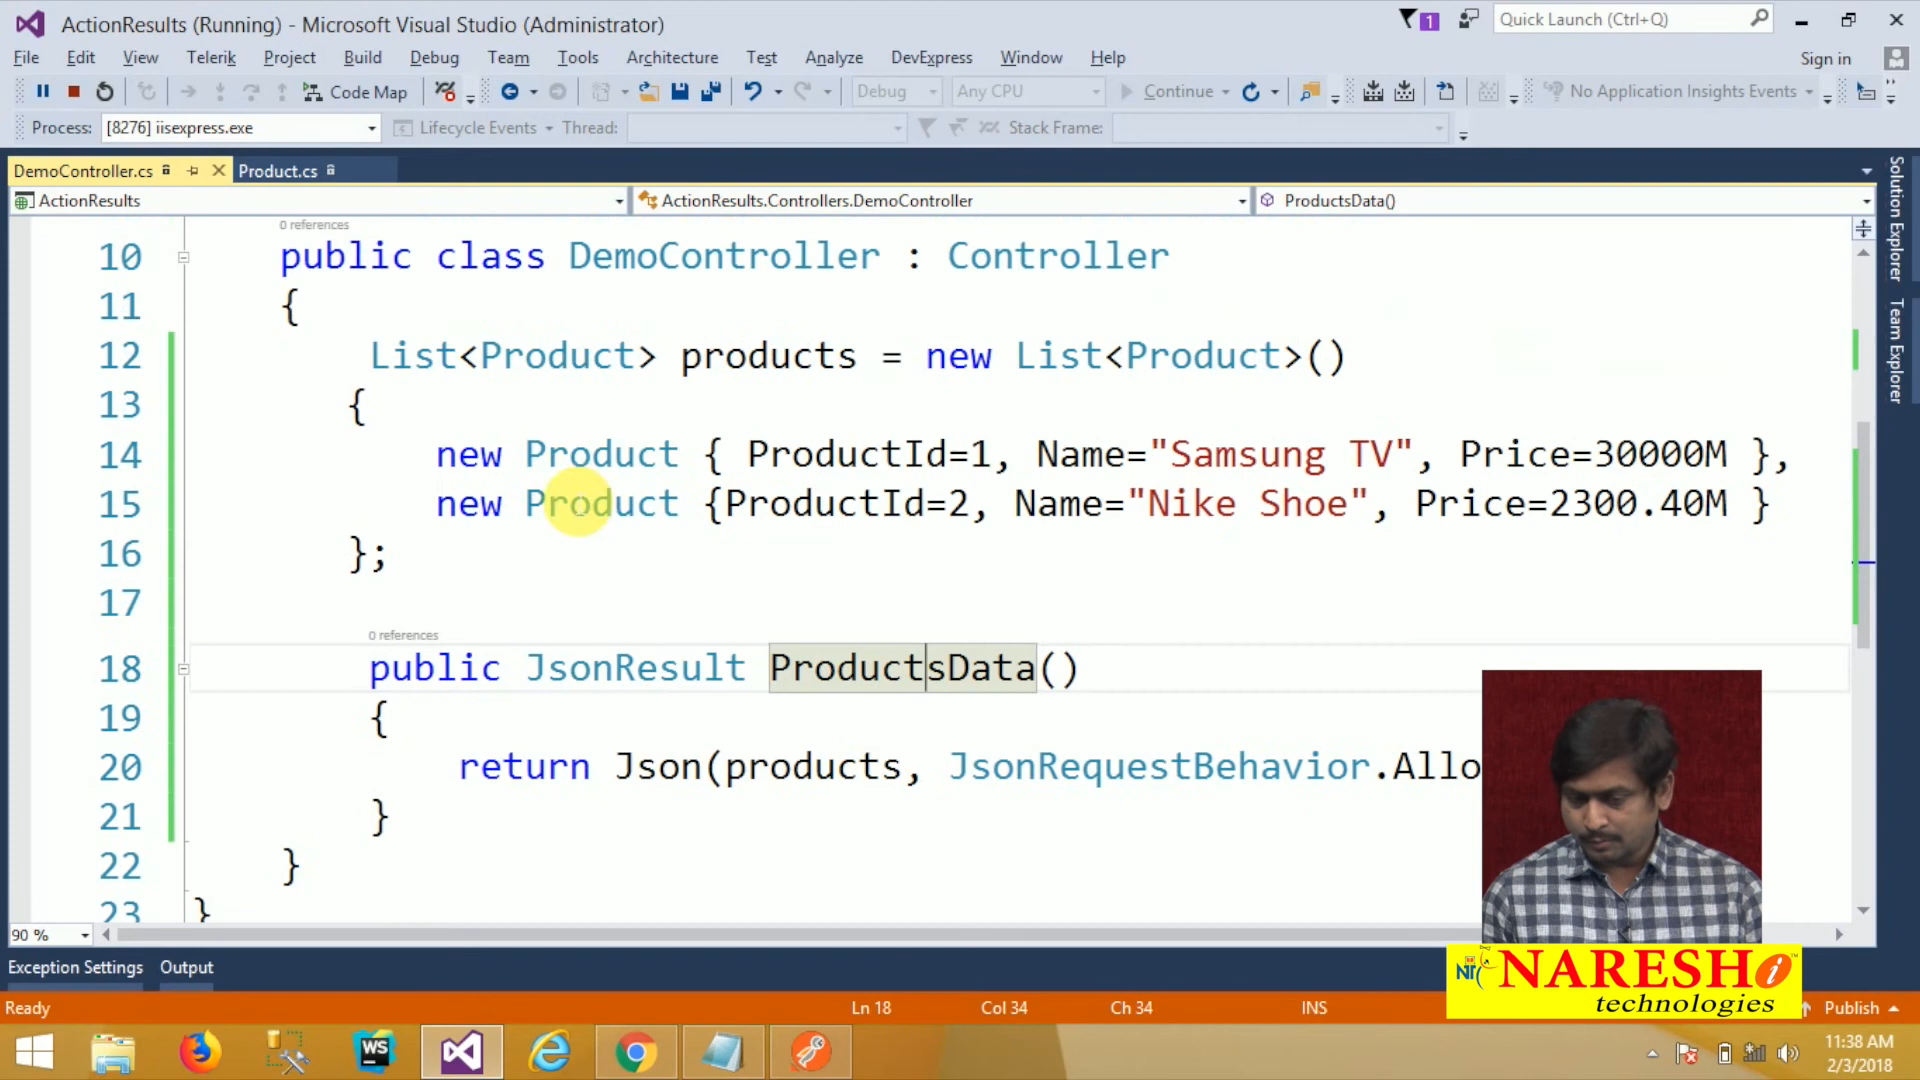 ActionResults (Running) - Microsoft Visual Studio (Administrator)
1
Quick Launch (Ctrl+Q)
File Edit View Telerik Project Build Debug Team Tools Architecture Test Analyze DevExpress Window Help
Sign in
Code Map
Debug
Any CPU
Continue
No Application Insights Events
Process: [8276] iisexpress.exe
Lifecycle Events
Thread:
Stack Frame:
DemoController.cs
Product.cs
ActionResults
ActionResults.Controllers.DemoController
ProductsData()
Solution Explorer
Team Explorer
0 references
10 public class DemoController : Controller
11 {
12 List<Product> products = new List<Product>()
13 {
14 new Product { ProductId=1, Name="Samsung TV", Price=30000M },
15 new Product {ProductId=2, Name="Nike Shoe", Price=2300.40M }
16 };
17
0 references
18 public JsonResult ProductsData()
19 {
20 return Json(products, JsonRequestBehavior.Allo
21 }
22 }
23 }
90 %
Exception Settings Output
NARESH i
technologies
Ready
Ln 18
Col 34
Ch 34
INS
Publish
WS
11:38 AM
2/3/2018